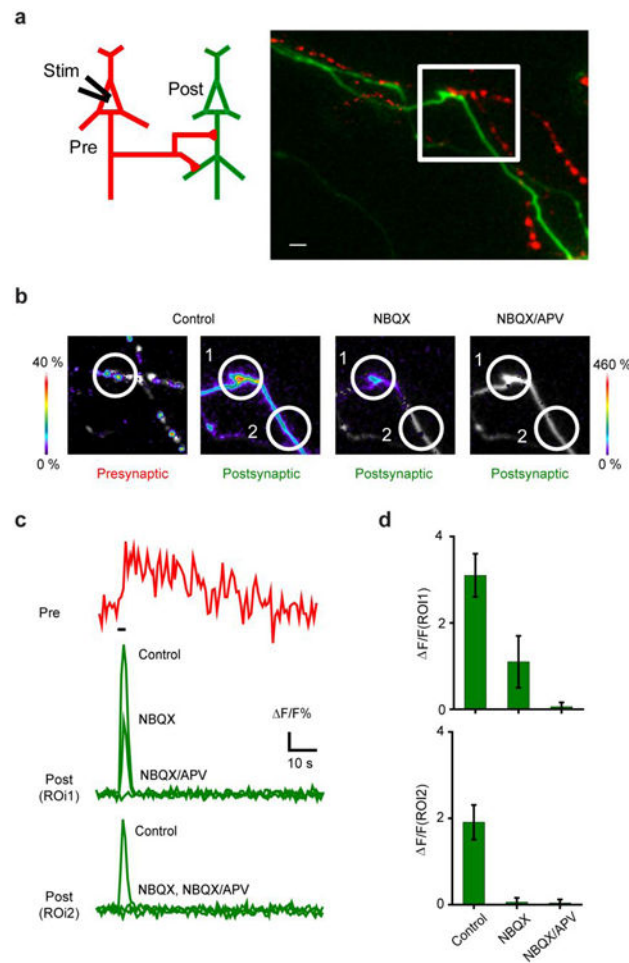 a
Stim
Post
Pre
b
Control NBQX NBQX/APV
40 % 1 1 1 460 %
0 % 2 2 2 0 %
Presynaptic Postsynaptic Postsynaptic Postsynaptic
c
Pre
Control
NBQX
ΔF/F%
10 s
NBQX/APV
Post
(ROi1)
Control
NBQX, NBQX/APV
Post
(ROi2)
d
4
2
0
ΔF/F(ROI1)
4
2
0
ΔF/F(ROI2)
Control NBQX NBQX/APV